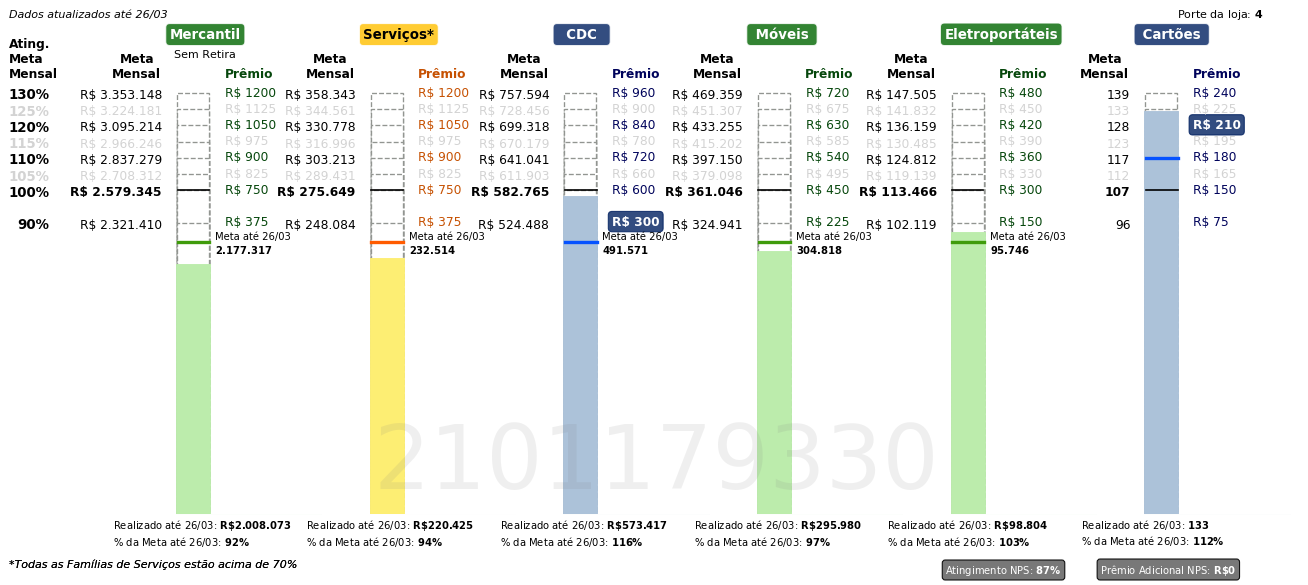 Dados atualizados até 26/03
Porte da loja: 4
Mercantil Serviços* CDC Móveis Eletroportáteis Cartões
Sem Retira
Ating. Meta Mensal
Meta Mensal Prêmio Meta Mensal Prêmio Meta Mensal Prêmio Meta Mensal Prêmio Meta Mensal Prêmio Meta Mensal Prêmio
130% R$ 3.353.148 R$ 1200 R$ 358.343 R$ 1200 R$ 757.594 R$ 960 R$ 469.359 R$ 720 R$ 147.505 R$ 480 139 R$ 240
125% R$ 3.224.181 R$ 1125 R$ 344.561 R$ 1125 R$ 728.456 R$ 900 R$ 451.307 R$ 675 R$ 141.832 R$ 450 133 R$ 225
120% R$ 3.095.214 R$ 1050 R$ 330.778 R$ 1050 R$ 699.318 R$ 840 R$ 433.255 R$ 630 R$ 136.159 R$ 420 128 R$ 210
115% R$ 2.966.246 R$ 975 R$ 316.996 R$ 975 R$ 670.179 R$ 780 R$ 415.202 R$ 585 R$ 130.485 R$ 390 123 R$ 195
110% R$ 2.837.279 R$ 900 R$ 303.213 R$ 900 R$ 641.041 R$ 720 R$ 397.150 R$ 540 R$ 124.812 R$ 360 117 R$ 180
105% R$ 2.708.312 R$ 825 R$ 289.431 R$ 825 R$ 611.903 R$ 660 R$ 379.098 R$ 495 R$ 119.139 R$ 330 112 R$ 165
100% R$ 2.579.345 R$ 750 R$ 275.649 R$ 750 R$ 582.765 R$ 600 R$ 361.046 R$ 450 R$ 113.466 R$ 300 107 R$ 150
90% R$ 2.321.410 R$ 375 R$ 248.084 R$ 375 R$ 524.488 R$ 300 R$ 324.941 R$ 225 R$ 102.119 R$ 150 96 R$ 75
Meta até 26/03 Meta até 26/03 Meta até 26/03 Meta até 26/03 Meta até 26/03
2.177.317 232.514 491.571 304.818 95.746
2101179330
Realizado até 26/03: R$2.008.073 Realizado até 26/03: R$220.425 Realizado até 26/03: R$573.417 Realizado até 26/03: R$295.980 Realizado até 26/03: R$98.804 Realizado até 26/03: 133
% da Meta até 26/03: 92% % da Meta até 26/03: 94% % da Meta até 26/03: 116% % da Meta até 26/03: 97% % da Meta até 26/03: 103% % da Meta até 26/03: 112%
*Todas as Famílias de Serviços estão acima de 70%
Atingimento NPS: 87% Prêmio Adicional NPS: R$0